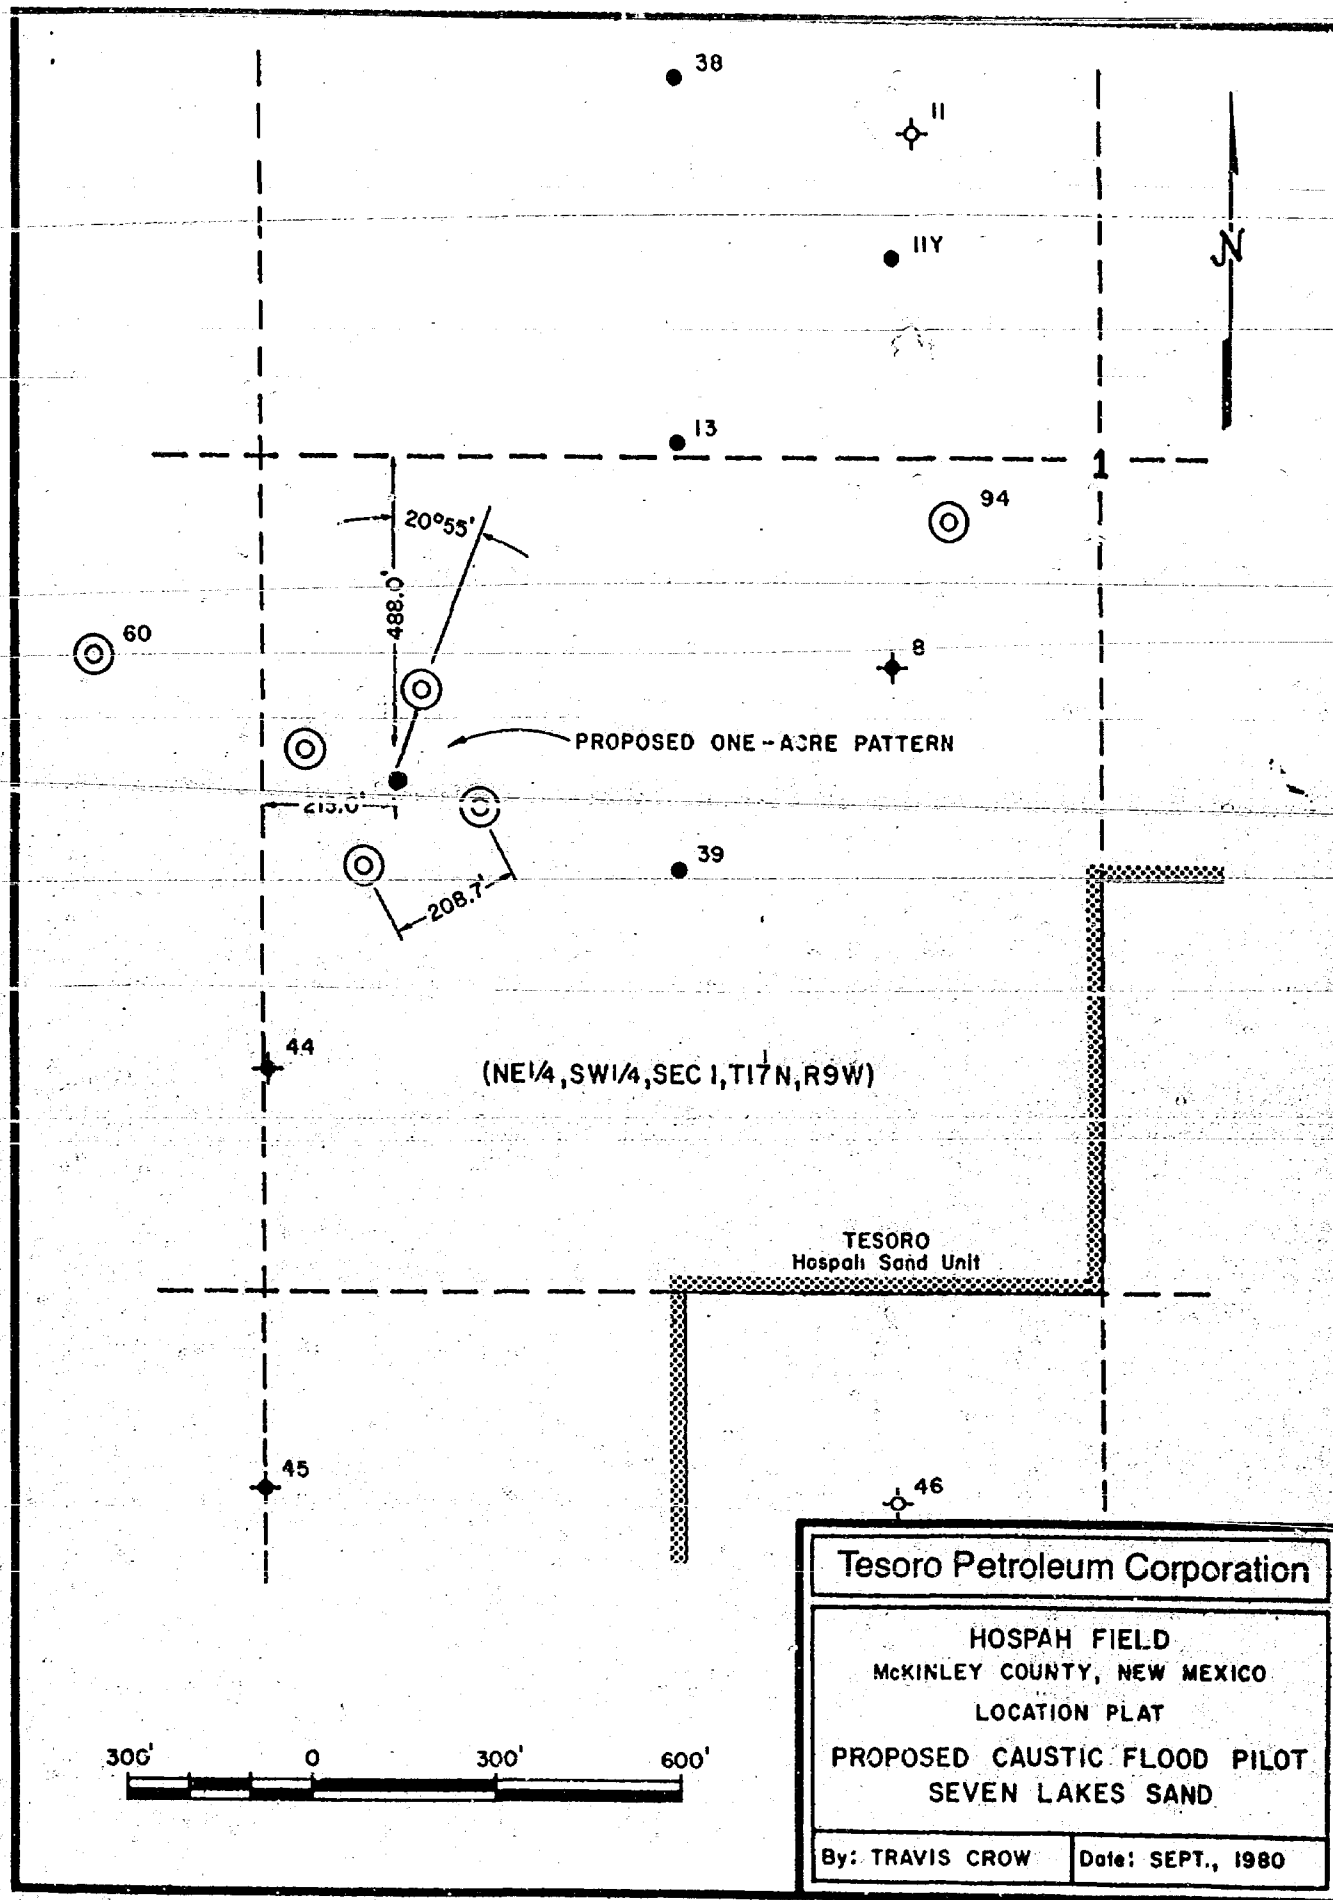 38
11
11Y
N
13
1
94
20°55'
488.0'
60
8
PROPOSED ONE-ACRE PATTERN
213.0'
39
208.7'
44
(NE1/4,SW1/4,SEC 1,T17N,R9W)
TESORO
Hospah Sand Unit
45
46
Tesoro Petroleum Corporation
HOSPAH FIELD
McKINLEY COUNTY, NEW MEXICO
LOCATION PLAT
PROPOSED CAUSTIC FLOOD PILOT
SEVEN LAKES SAND
By: TRAVIS CROW
Date: SEPT., 1980
300' 0 300' 600'